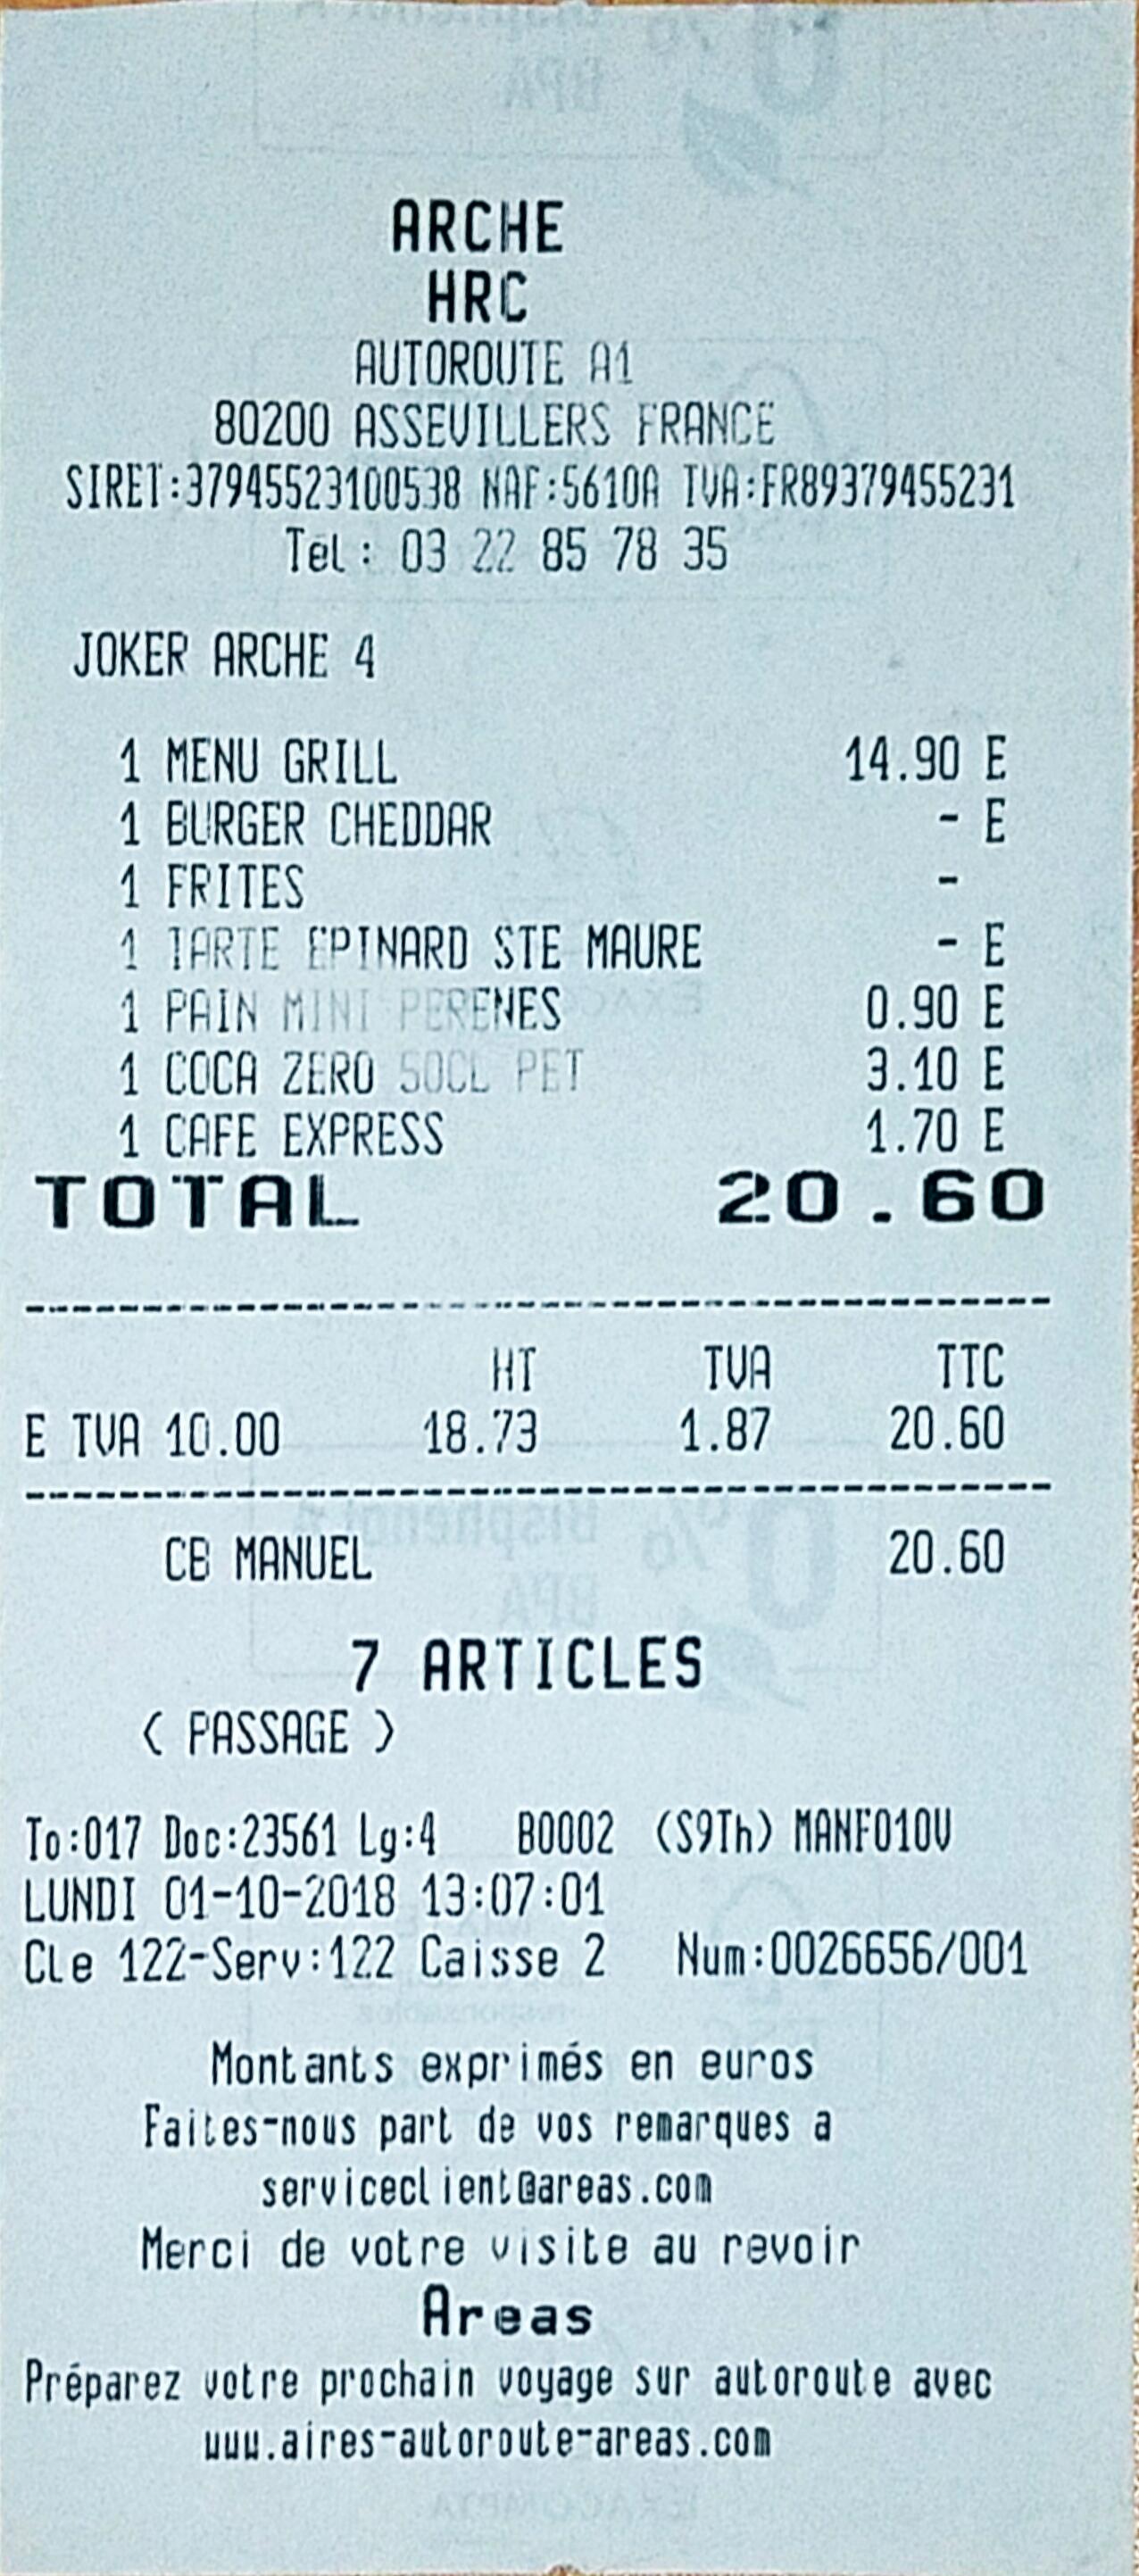 ARCHE
HRC
AUTOROUTE A1
80200 ASSEVILLERS FRANCE
SIRET:37945523100538 NAF:5610A TVA:FR89379455231
Tel : 03 22 85 78 35
JOKER ARCHE 4
1 MENU GRILL 14.90 E
1 BURGER CHEDDAR - E
1 FRITES -
1 TARTE EPINARD STE MAURE - E
1 PAIN MINI PERENES 0.90 E
1 COCA ZERO 50CL PET 3.10 E
1 CAFE EXPRESS 1.70 E
TOTAL 20.60
HT TVA TTC
E TVA 10.00 18.73 1.87 20.60
CB MANUEL 20.60
7 ARTICLES
( PASSAGE )
To:017 Doc:23561 Lg:4 B0002 (S9Th) MANF010V
LUNDI 01-10-2018 13:07:01
Cle 122-Serv:122 Caisse 2 Num:0026656/001
Montants exprimés en euros
Faites-nous part de vos remarques a
serviceclient@areas.com
Merci de votre visite au revoir
Areas
Préparez votre prochain voyage sur autoroute avec
www.aires-autoroute-areas.com